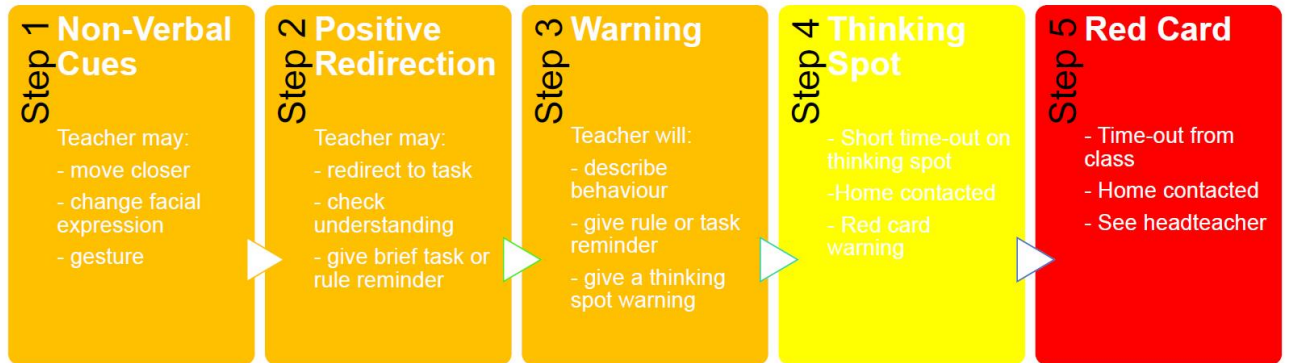 Step 1
Non-Verbal
Cues
Teacher may:
- move closer
- change facial
expression
- gesture
Step 2
Positive
Redirection
Teacher may:
- redirect to task
- check
understanding
- give brief task or
rule reminder
Step 3
Warning
Teacher will:
- describe
behaviour
- give rule or task
reminder
- give a thinking
spot warning
Step 4
Thinking
Spot
- Short time-out on
thinking spot
-Home contacted
- Red card
warning
Step 5
Red Card
- Time-out from
class
- Home contacted
- See headteacher